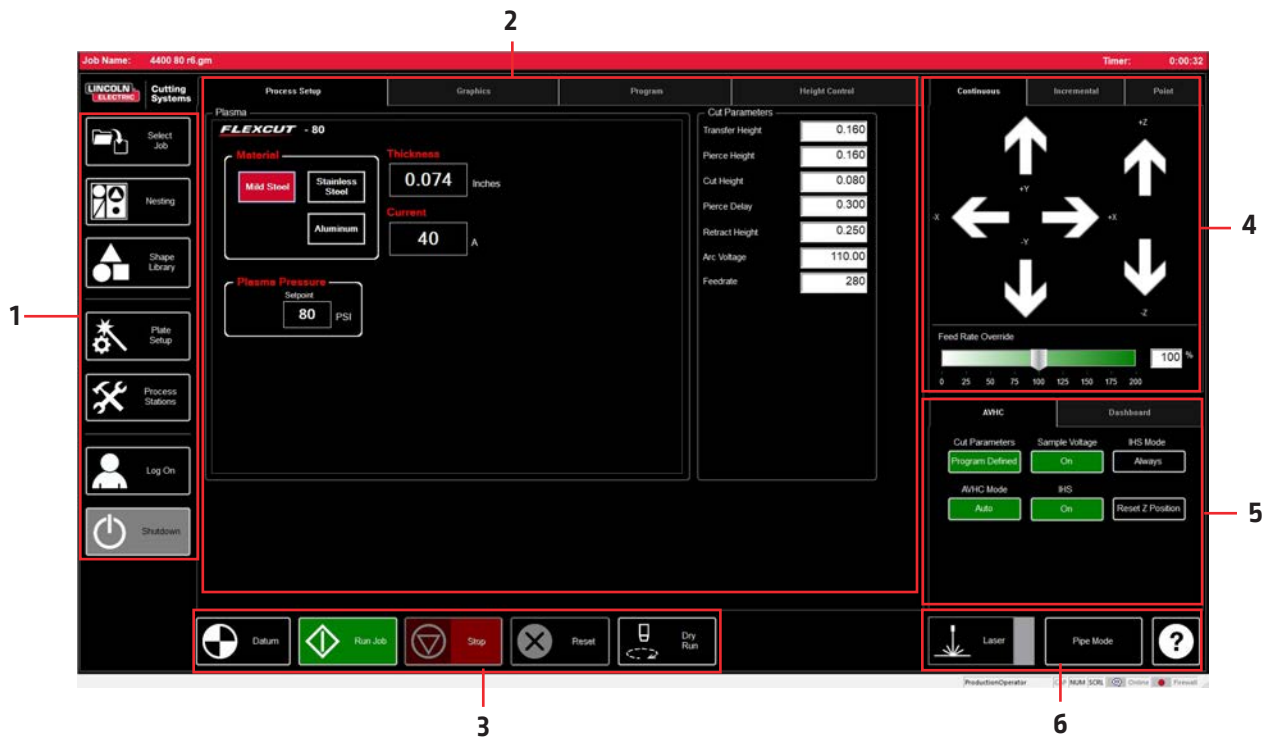 2
Job Name: 4400 80 r6.gm
Timer: 0:00:32
LINCOLN ELECTRIC
Cutting Systems
Process Setup
Graphics
Program
Height Control
Continuous
Incremental
Point
1
Select Job
Nesting
Shape Library
Plate Setup
Process Stations
Log On
Shutdown
Plasma
FLEXCUT - 80
Material
Mild Steel
Stainless Steel
Aluminum
Thickness
0.074 Inches
Current
40 A
Plasma Pressure
Setpoint
80 PSI
Cut Parameters
Transfer Height 0.160
Pierce Height 0.160
Cut Height 0.080
Pierce Delay 0.300
Retract Height 0.250
Arc Voltage 110.00
Feedrate 280
+Z
+Y
-X
+X
-Y
-Z
4
Feed Rate Override
100 %
0 25 50 75 100 125 150 175 200
AVHC
Dashboard
Cut Parameters
Sample Voltage
IHS Mode
Program Defined
On
Always
AVHC Mode
IHS
Auto
On
Reset Z Position
5
Datum
Run Job
Stop
Reset
Dry Run
Laser
Pipe Mode
?
ProductionOperator
NUM
SCRL
Online
Firewall
3
6